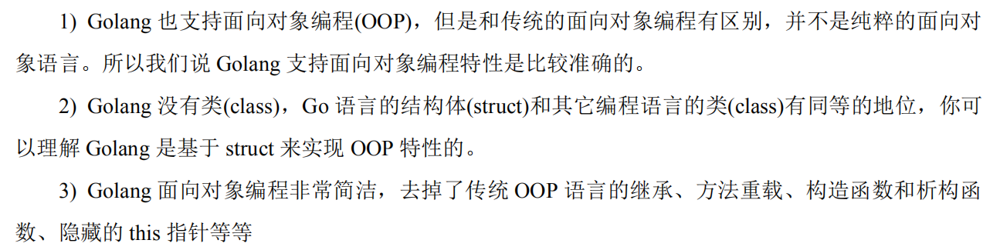 1) Golang 也支持面向对象编程(OOP)，但是和传统的面向对象编程有区别，并不是纯粹的面向对
象语言。所以我们说 Golang 支持面向对象编程特性是比较准确的。
2) Golang 没有类(class)，Go 语言的结构体(struct)和其它编程语言的类(class)有同等的地位，你可
以理解 Golang 是基于 struct 来实现 OOP 特性的。
3) Golang 面向对象编程非常简洁，去掉了传统 OOP 语言的继承、方法重载、构造函数和析构函
数、隐藏的 this 指针等等